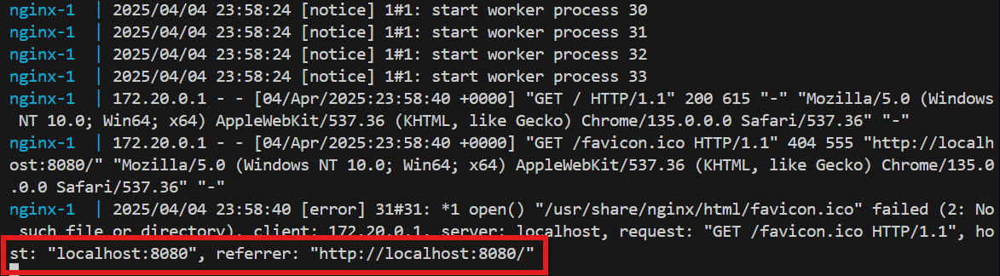 nginx-1  | 2025/04/04 23:58:24 [notice] 1#1: start worker process 30
nginx-1  | 2025/04/04 23:58:24 [notice] 1#1: start worker process 31
nginx-1  | 2025/04/04 23:58:24 [notice] 1#1: start worker process 32
nginx-1  | 2025/04/04 23:58:24 [notice] 1#1: start worker process 33
nginx-1  | 172.20.0.1 - - [04/Apr/2025:23:58:40 +0000] "GET / HTTP/1.1" 200 615 "-" "Mozilla/5.0 (Windows
 NT 10.0; Win64; x64) AppleWebKit/537.36 (KHTML, like Gecko) Chrome/135.0.0.0 Safari/537.36" "-"
nginx-1  | 172.20.0.1 - - [04/Apr/2025:23:58:40 +0000] "GET /favicon.ico HTTP/1.1" 404 555 "http://localh
ost:8080/" "Mozilla/5.0 (Windows NT 10.0; Win64; x64) AppleWebKit/537.36 (KHTML, like Gecko) Chrome/135.0
.0.0 Safari/537.36" "-"
nginx-1  | 2025/04/04 23:58:40 [error] 31#31: *1 open() "/usr/share/nginx/html/favicon.ico" failed (2: No
 such file or directory), client: 172.20.0.1, server: localhost, request: "GET /favicon.ico HTTP/1.1", ho
st: "localhost:8080", referrer: "http://localhost:8080/"